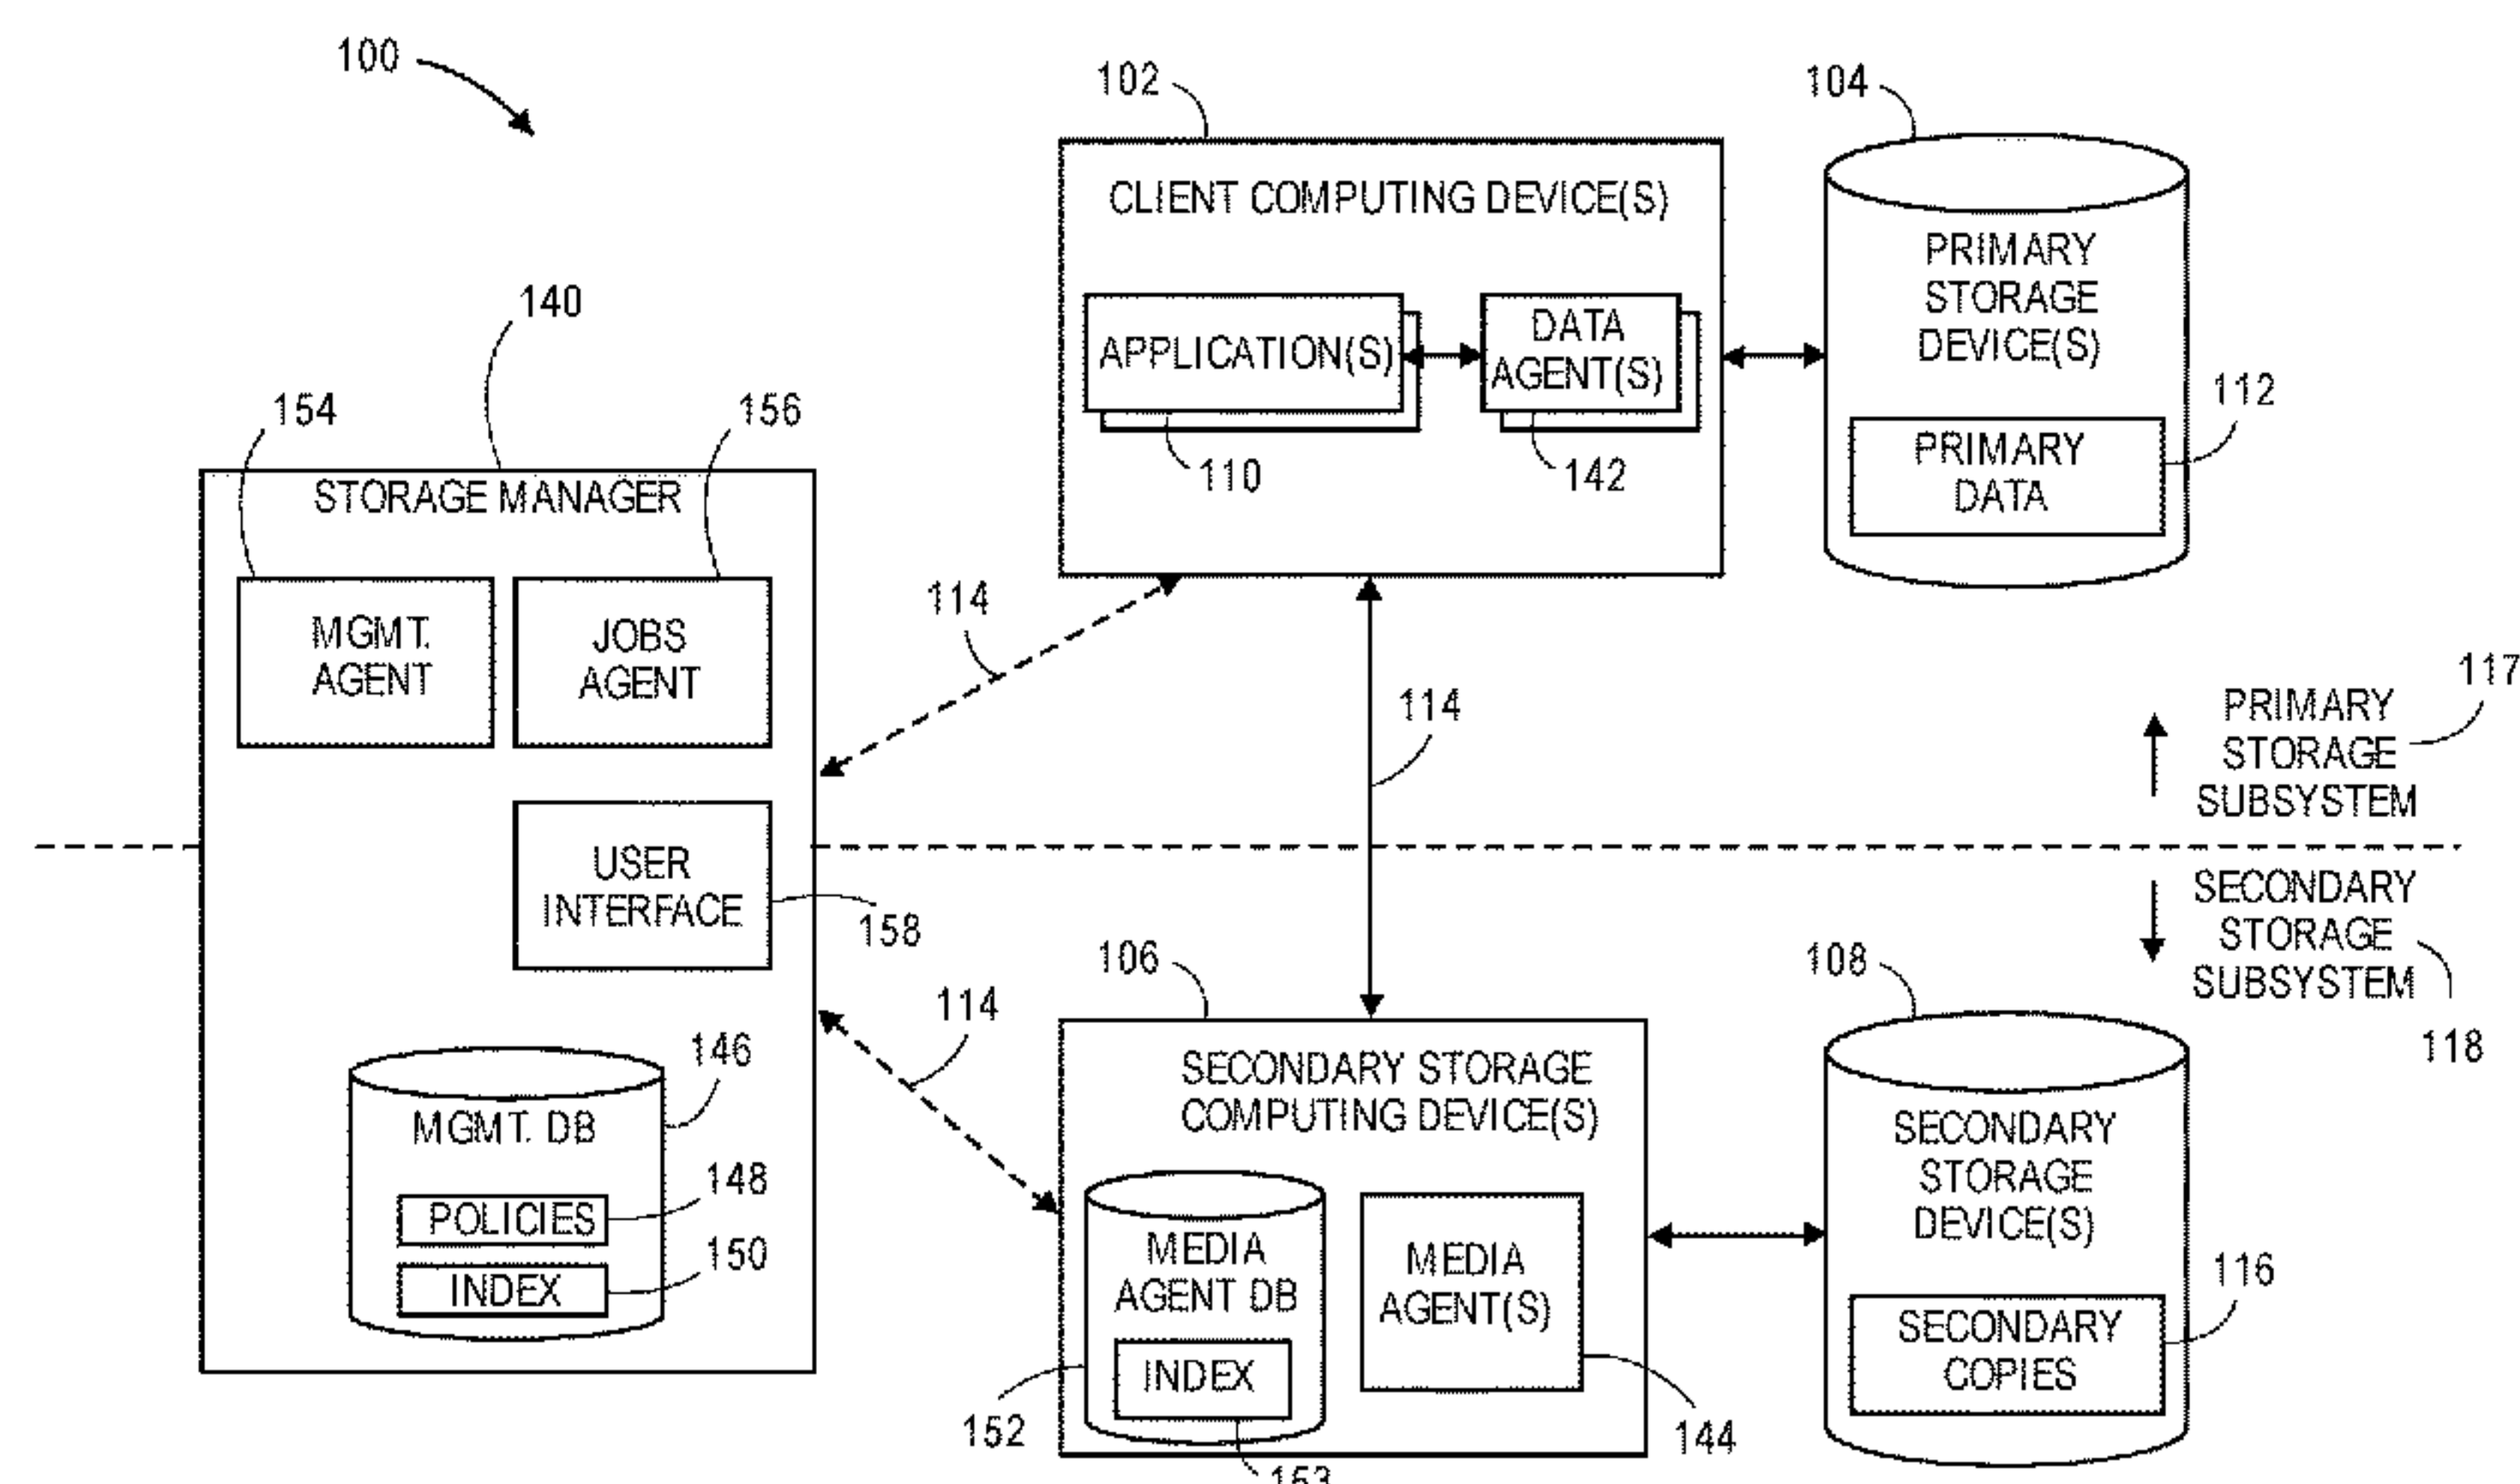 100
102
104
CLIENT COMPUTING DEVICE(S)
PRIMARY
STORAGE
DEVICE(S)
APPLICATION(S)
DATA
AGENT(S)
110
142
112
PRIMARY
DATA
140
154
156
STORAGE MANAGER
MGMT.
AGENT
JOBS
AGENT
114
114
117
PRIMARY
STORAGE
SUBSYSTEM
USER
INTERFACE
158
SECONDARY
STORAGE
SUBSYSTEM
118
114
106
108
146
MGMT. DB
POLICIES
148
INDEX
150
SECONDARY STORAGE
COMPUTING DEVICE(S)
MEDIA
AGENT DB
INDEX
MEDIA
AGENT(S)
152
153
144
SECONDARY
STORAGE
DEVICE(S)
116
SECONDARY
COPIES